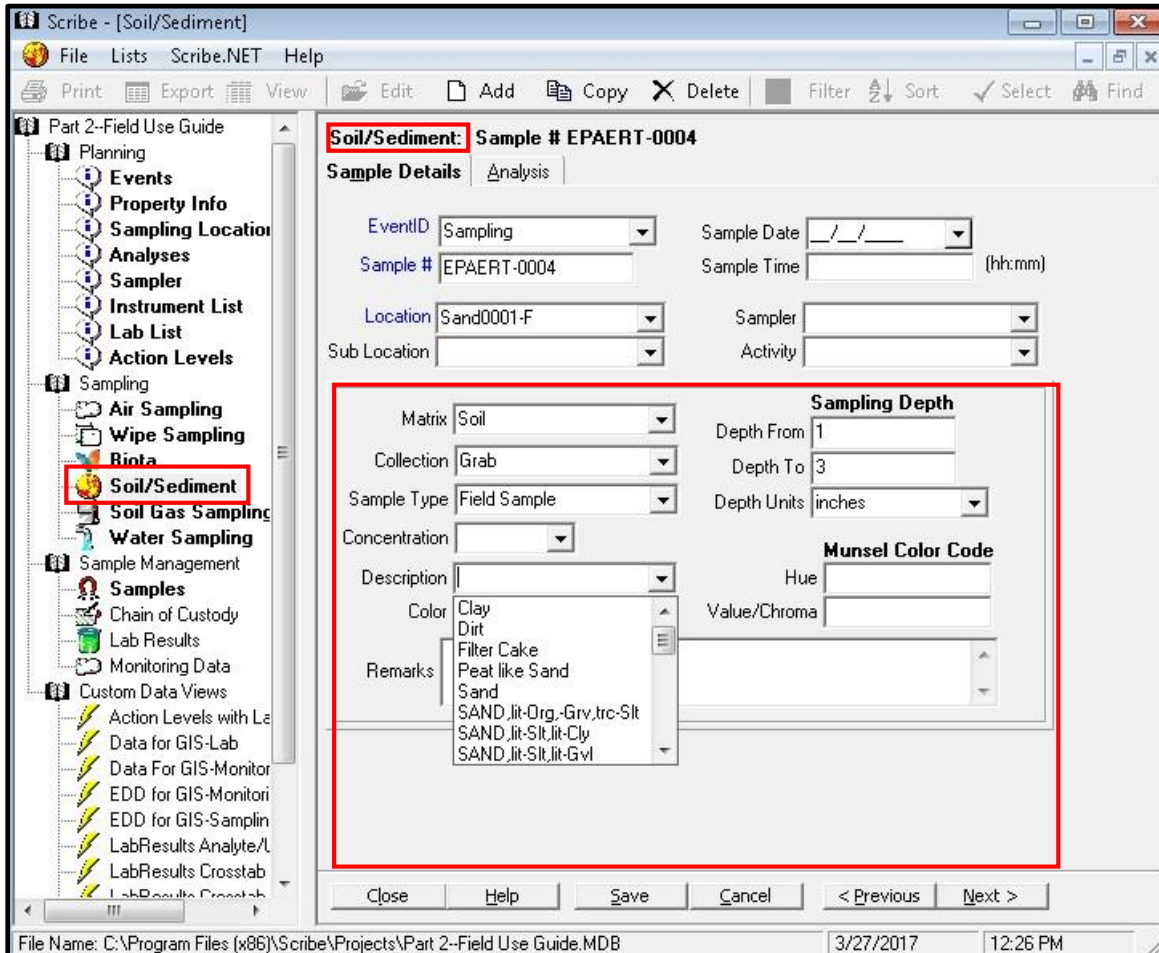 Scribe - [Soil/Sediment]
File Lists Scribe.NET Help
Print Export View Edit Add Copy Delete Filter Sort Select Find
Part 2--Field Use Guide
Planning
Events
Property Info
Sampling Location
Analyses
Sampler
Instrument List
Lab List
Action Levels
Sampling
Air Sampling
Wipe Sampling
Biota
Soil/Sediment
Soil Gas Sampling
Water Sampling
Sample Management
Samples
Chain of Custody
Lab Results
Monitoring Data
Custom Data Views
Action Levels with La
Data for GIS-Lab
Data For GIS-Monitor
EDD for GIS-Monitori
EDD for GIS-Samplin
LabResults Analyte/U
LabResults Crosstab
LabResults Crosstab
Soil/Sediment: Sample # EPAERT-0004
Sample Details Analysis
EventID Sampling Sample Date __/__/____
Sample # EPAERT-0004 Sample Time (hh:mm)
Location Sand0001-F Sampler
Sub Location Activity
Sampling Depth
Matrix Soil Depth From 1
Collection Grab Depth To 3
Sample Type Field Sample Depth Units inches
Concentration Munsel Color Code
Description Hue
Color Value/Chroma
Clay
Dirt
Filter Cake
Remarks Peat like Sand
Sand
SAND,lit-Org,-Grv,trc-Slt
SAND,lit-Slt,lit-Cly
SAND,lit-Slt,lit-Gvl
Close Help Save Cancel < Previous Next >
File Name: C:\Program Files (x86)\Scribe\Projects\Part 2--Field Use Guide.MDB 3/27/2017 12:26 PM